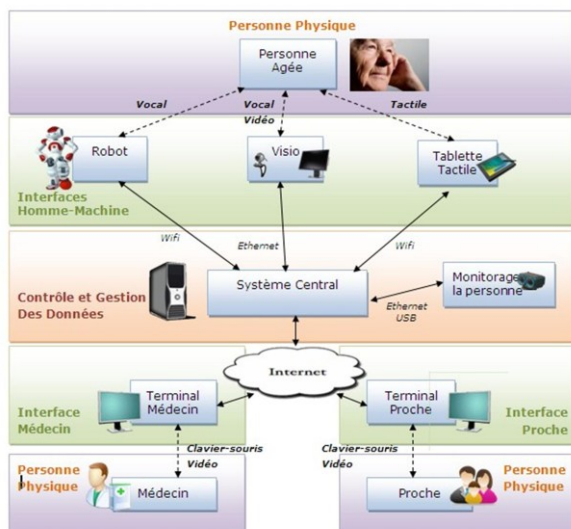 Personne Physique
Personne
Agée
Vocal
Vocal
Vidéo
Tactile
Robot
Visio
Tablette
Tactile
Interfaces
Homme-Machine
Wifi
Ethernet
Wifi
Contrôle et Gestion
Des Données
Système Central
Monitorage
la personne
Ethernet
USB
Internet
Interface
Médecin
Terminal
Médecin
Terminal
Proche
Interface
Proche
Clavier-souris
Vidéo
Clavier-souris
Vidéo
Personne
Physique
Médecin
Proche
Personne
Physique